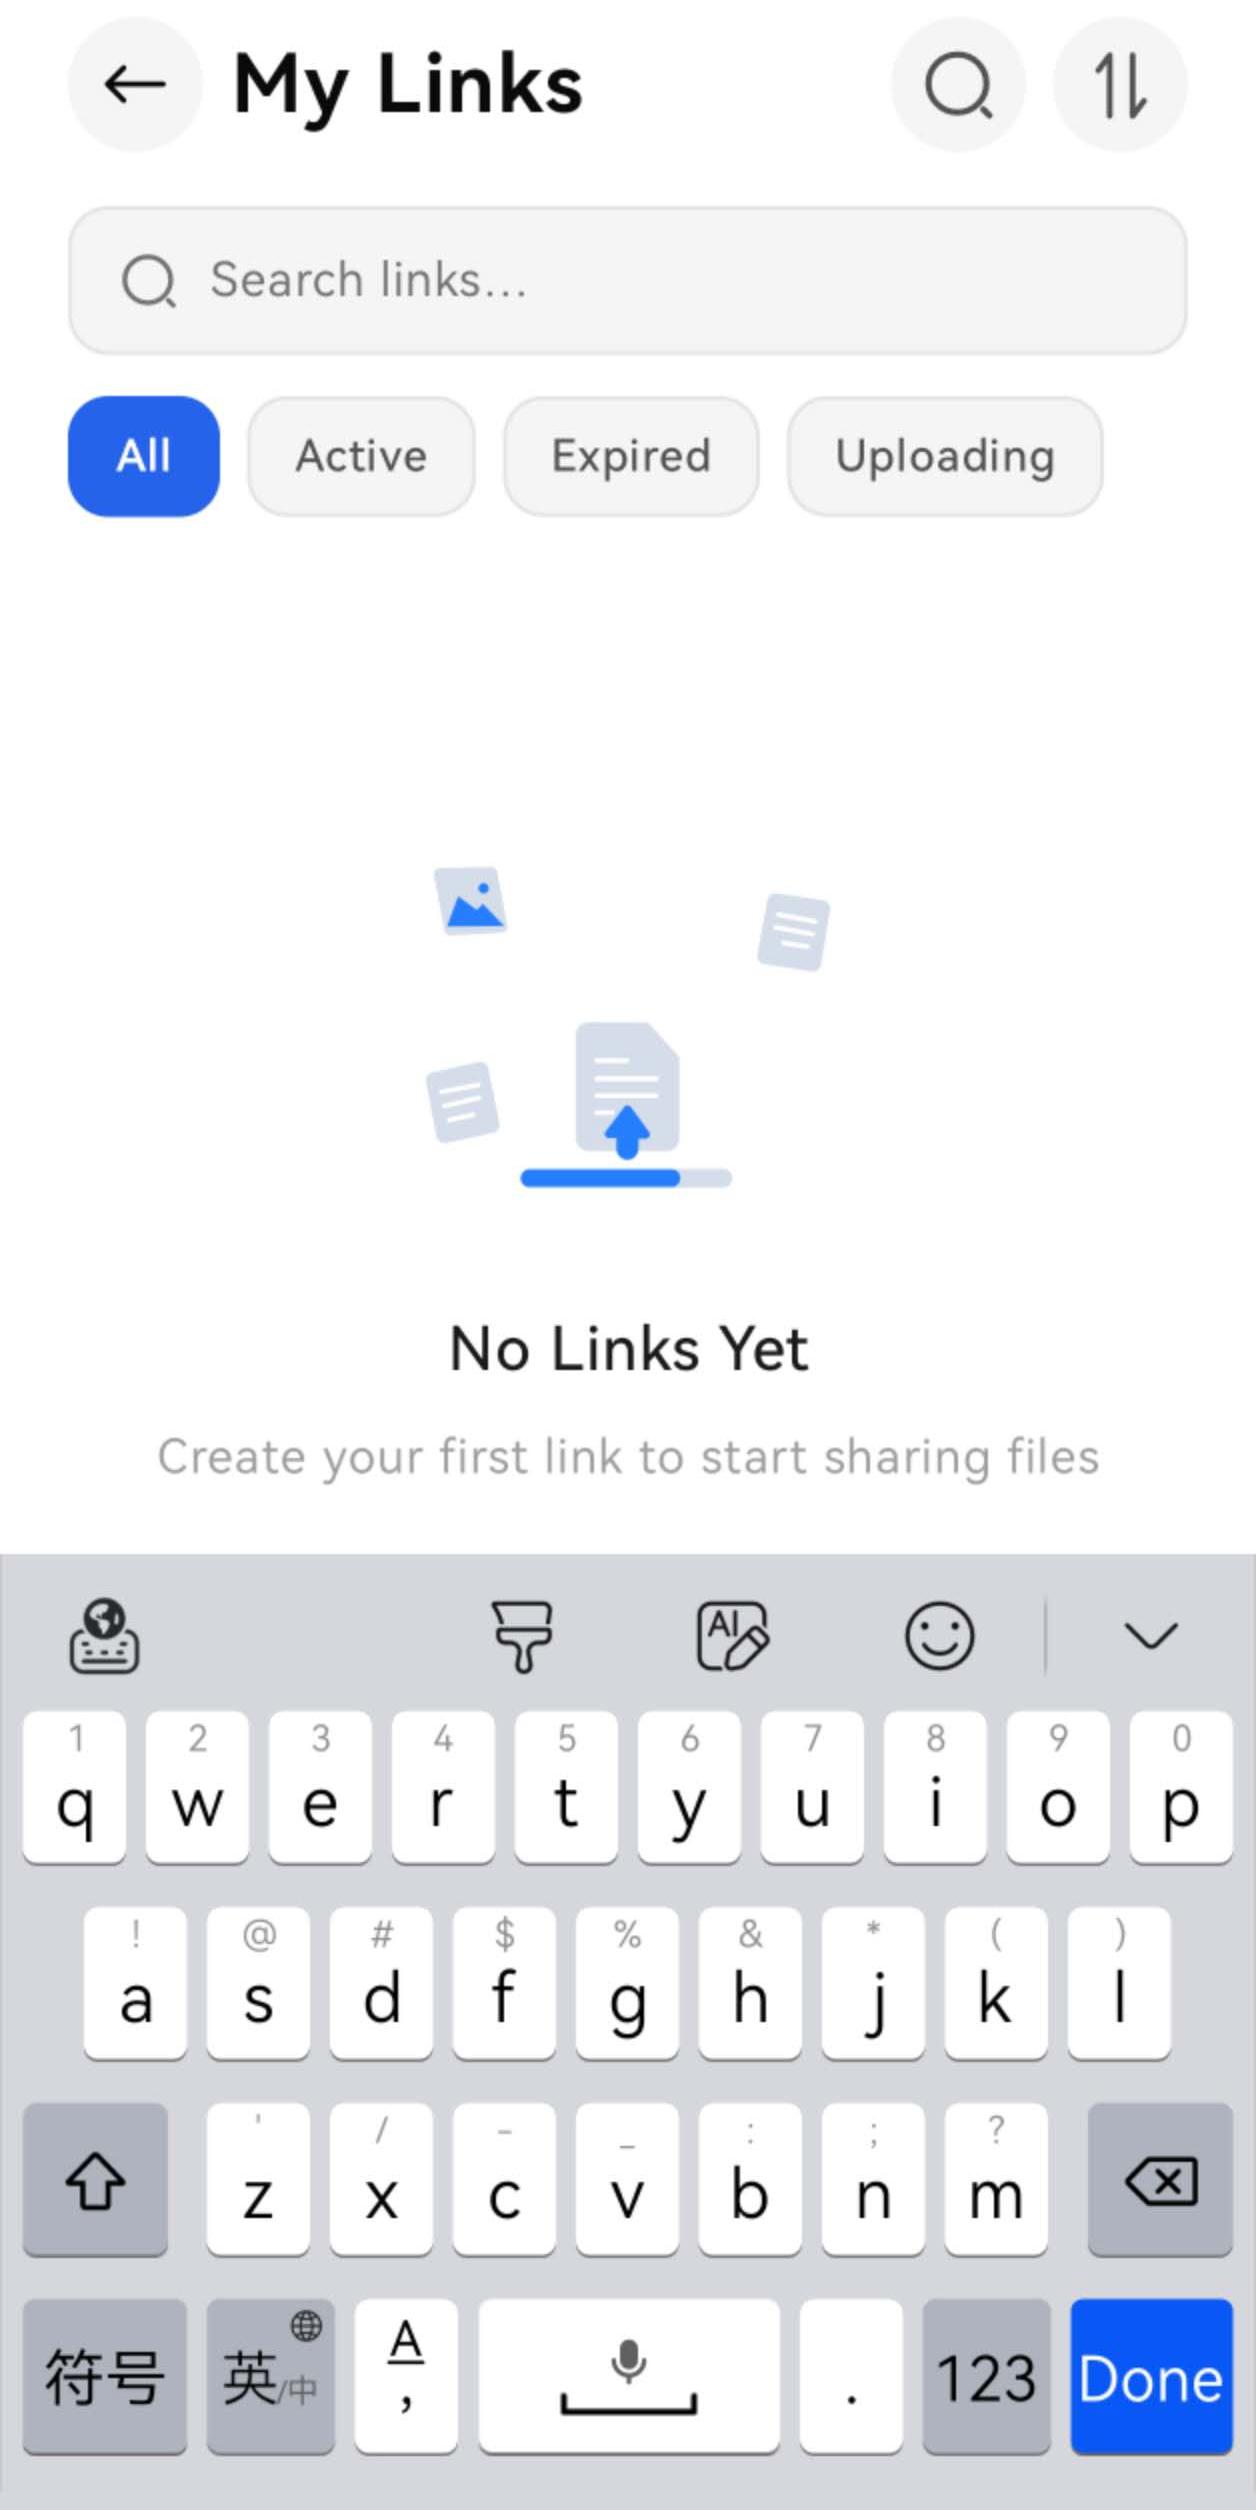 My Links
Search links...
All Active Expired Uploading
No Links Yet
Create your first link to start sharing files
AI
1 2 3 4 5 6 7 8 9 0
q w e r t y u i o p
! @ # $ % & * ( )
a s d f g h j k l
' / - _ : ; ?
z x c v b n m
符号 英/中 A , . 123 Done